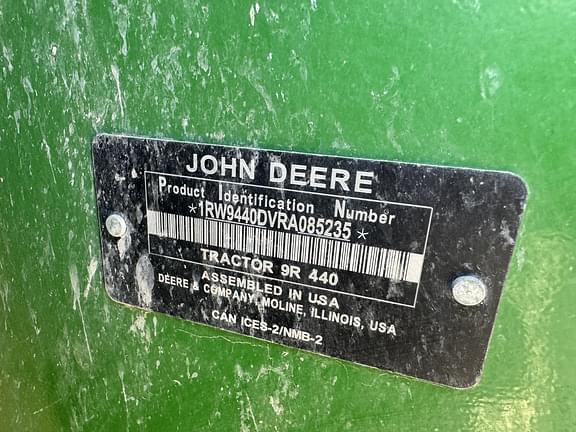 JOHN DEERE
Product Identification Number
*1RW9440DVRA085235*
TRACTOR 9R 440
ASSEMBLED IN USA
DEERE & COMPANY, MOLINE, ILLINOIS, USA
CAN ICES-2/NMB-2